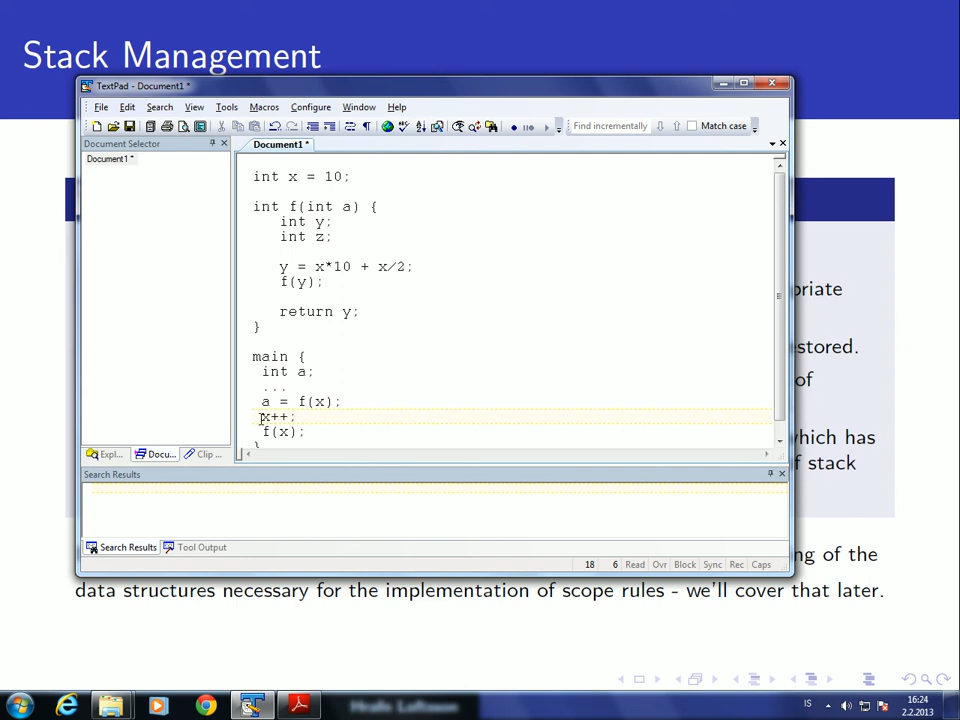 Stack Management
TextPad - Document1 *
File Edit Search View Tools Macros Configure Window Help
Find incrementally
Match case
Document Selector
Document1 *
Document1 *
int x = 10;
int f(int a) {
int y;
int z;
y = x*10 + x/2;
f(y);
return y;
}
main {
int a;
...
a = f(x);
x++;
f(x);
Expl... Docu... Clip ...
Search Results
Search Results Tool Output
18 6 Read Ovr Block Sync Rec Caps
priate
stored.
of
which has
f stack
ng of the
data structures necessary for the implementation of scope rules - we'll cover that later.
IS
16:24
2.2.2013